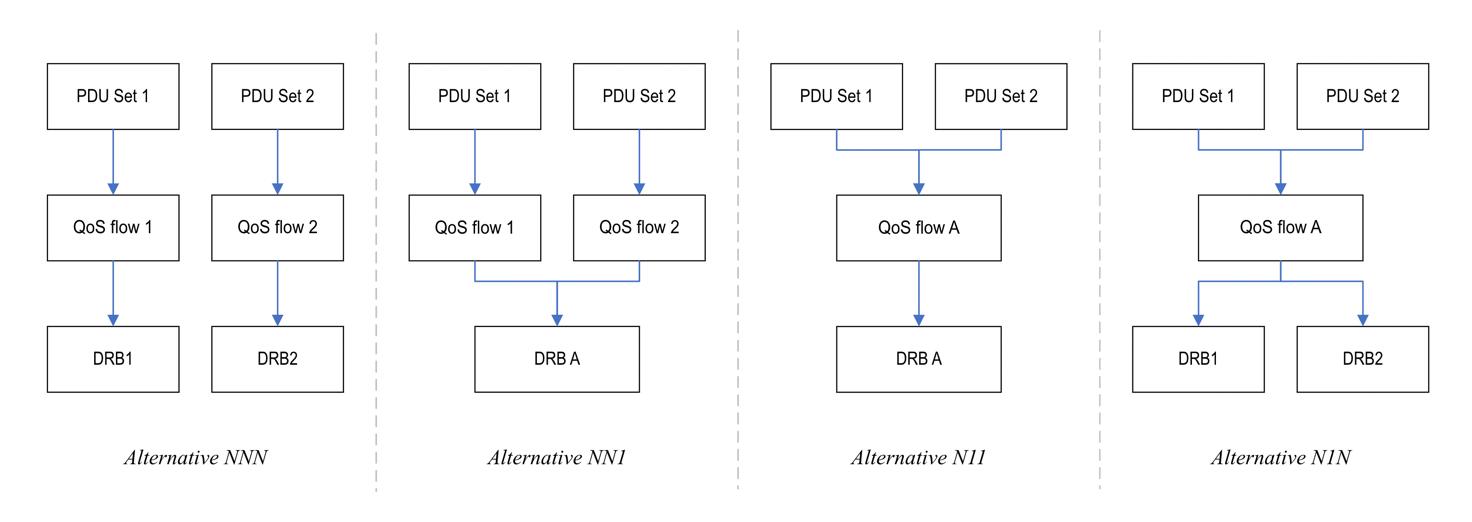 PDU Set 1
PDU Set 2
QoS flow 1
QoS flow 2
DRB1
DRB2
Alternative NNN
PDU Set 1
PDU Set 2
QoS flow 1
QoS flow 2
DRB A
Alternative NN1
PDU Set 1
PDU Set 2
QoS flow A
DRB A
Alternative N11
PDU Set 1
PDU Set 2
QoS flow A
DRB1
DRB2
Alternative N1N